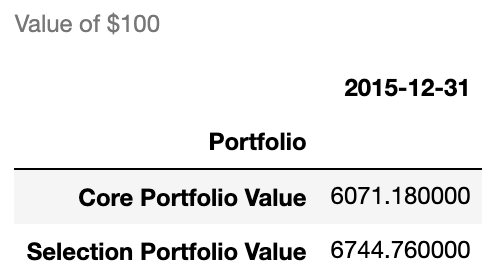 Value of $100
2015-12-31
Portfolio
Core Portfolio Value 6071.180000
Selection Portfolio Value 6744.760000